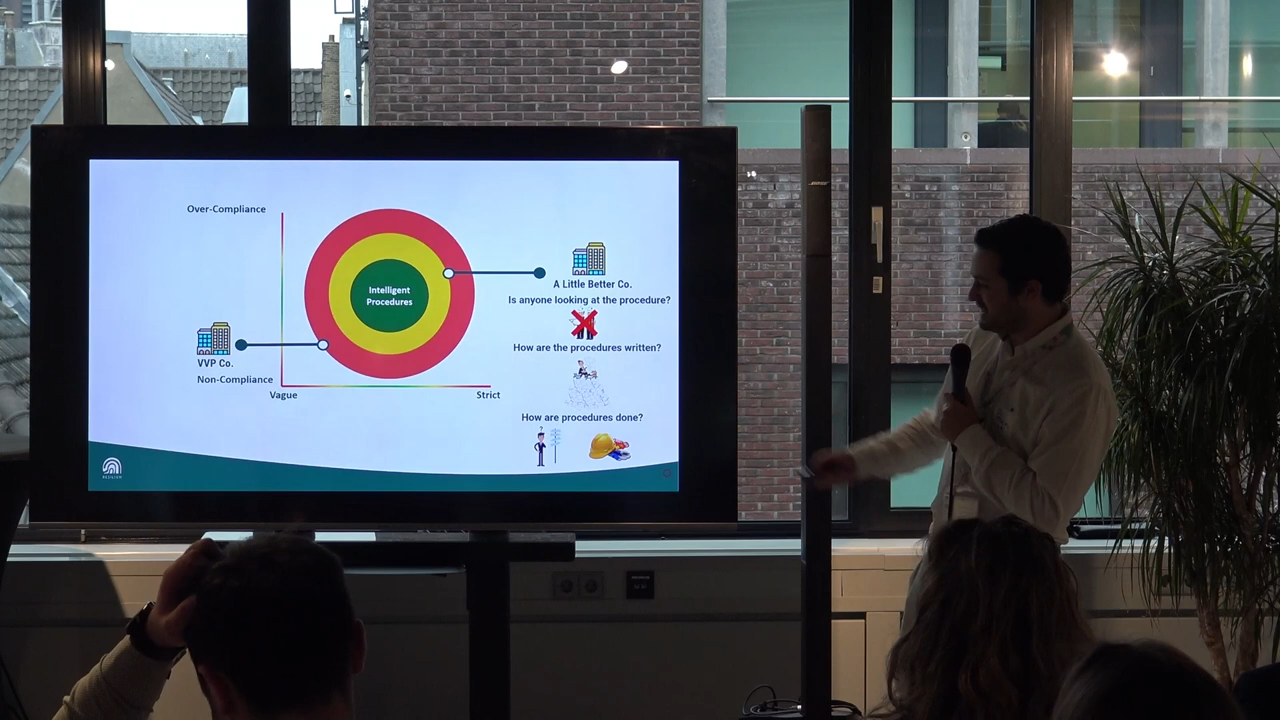 Over-Compliance
Intelligent
Procedures
A Little Better Co.
Is anyone looking at the procedure?
How are the procedures written?
VVP Co.
Non-Compliance
Vague
Strict
How are procedures done?